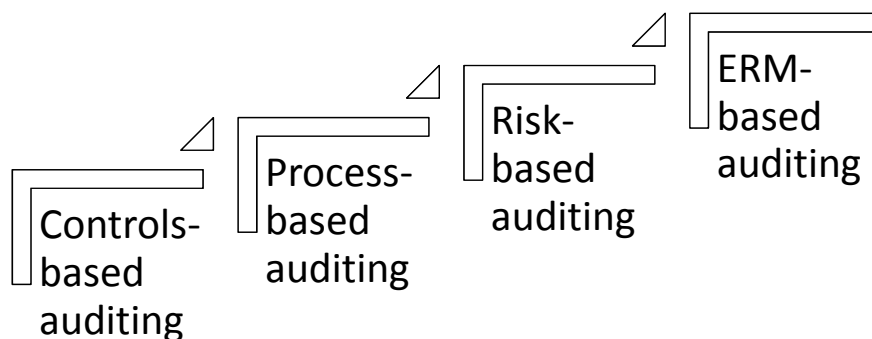 Controls-
based
auditing
Process-
based
auditing
Risk-
based
auditing
ERM-
based
auditing